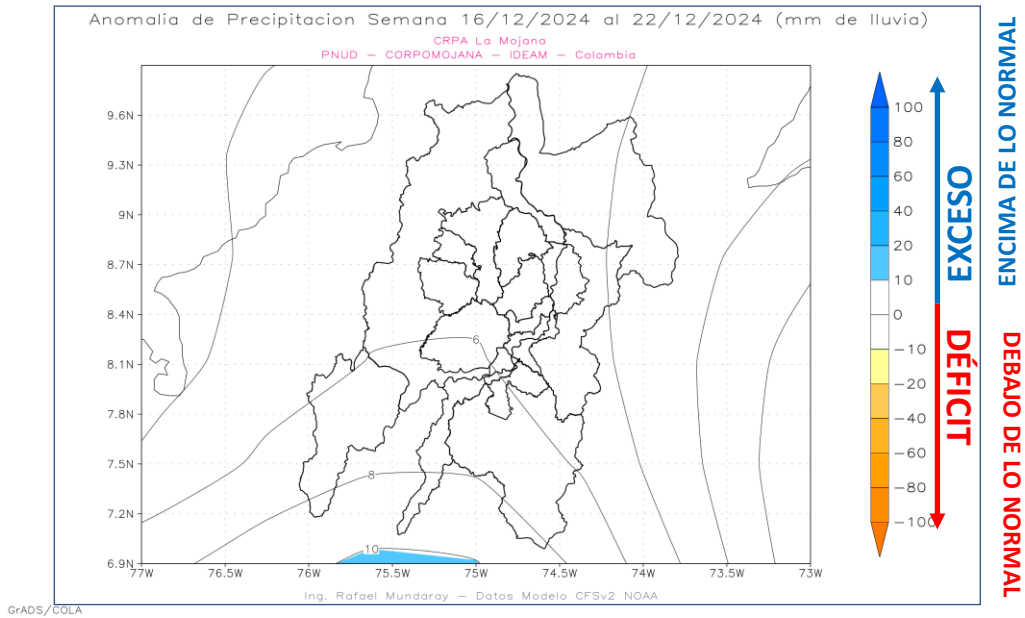 Anomalia de Precipitacion Semana 16/12/2024 al 22/12/2024 (mm de lluvia)
CRPA La Mojana
PNUD – CORPOMOJANA – IDEAM – Colombia
9.6N
9.3N
9N
8.7N
8.4N
8.1N
7.8N
7.5N
7.2N
6.9N
6
8
10
77W 76.5W 76W 75.5W 75W 74.5W 74W 73.5W 73W
Ing. Rafael Mundaray – Datos Modelo CFSv2 NOAA
GrADS/COLA
100
80
60
40
20
10
0
−10
−20
−40
−60
−80
−100
EXCESO
DÉFICIT
ENCIMA DE LO NORMAL
DEBAJO DE LO NORMAL